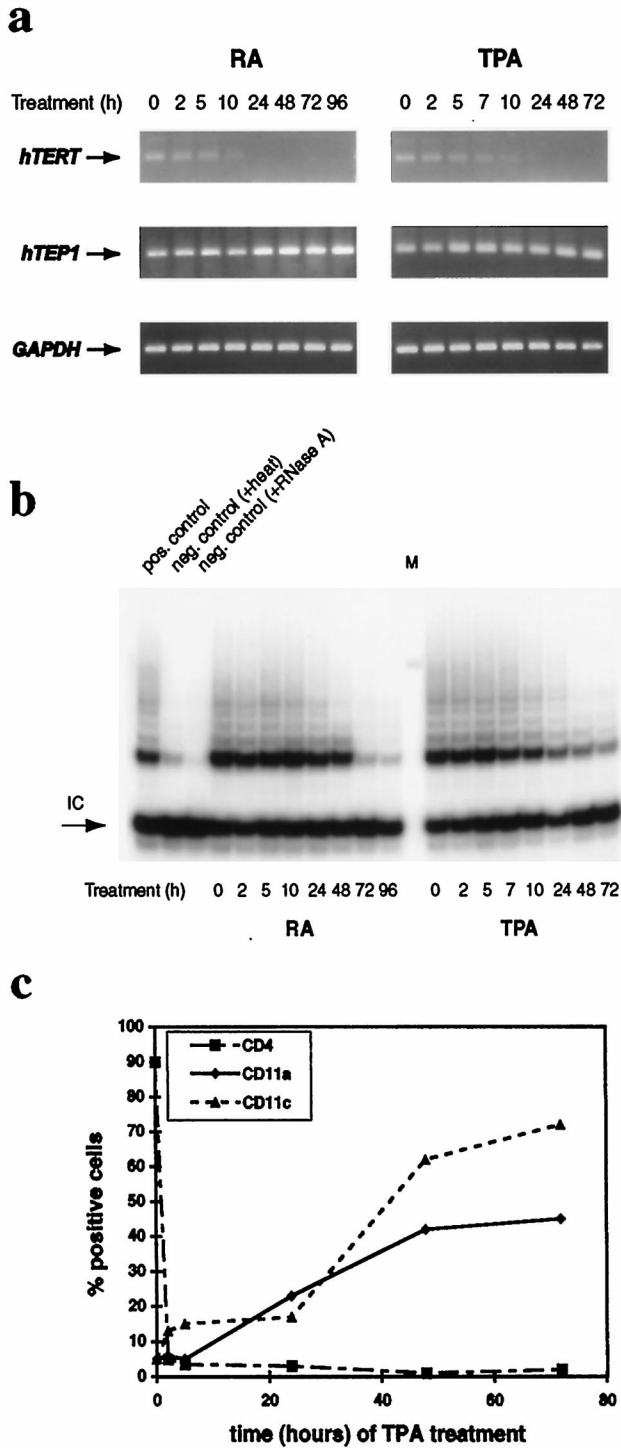 a
RA TPA
Treatment (h) 0 2 5 10 24 48 72 96 0 2 5 7 10 24 48 72
hTERT
hTEP1
GAPDH
b
pos. control
neg. control (+heat)
neg. control (+RNase A)
M
IC
Treatment (h) 0 2 5 10 24 48 72 96 0 2 5 7 10 24 48 72
RA TPA
c
100
90
80
70
60
50
40
30
20
10
0
% positive cells
CD4
CD11a
CD11c
0 20 40 60 80
time (hours) of TPA treatment